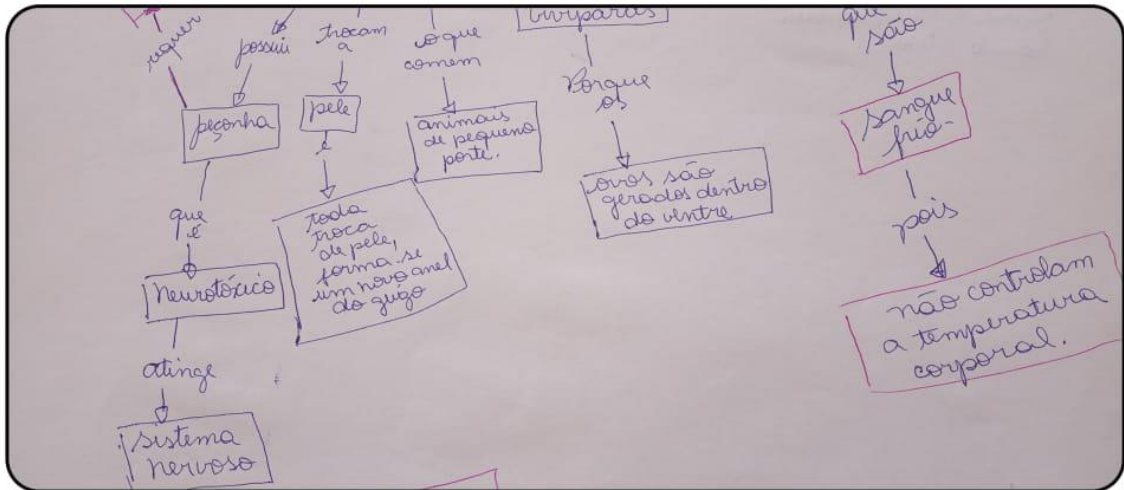 requer
possui
trocam
a
o que
comem
que
são
peçonha
pele
é
animais
de pequeno
porte.
Porque
os
sangue
frio-
que
é
toda
troca
de pele,
forma-se
um novo anel
do guizo
ovos são
gerados dentro
do ventre
pois
neurotóxico
não controlam
a temperatura
corporal.
atinge
sistema
nervoso